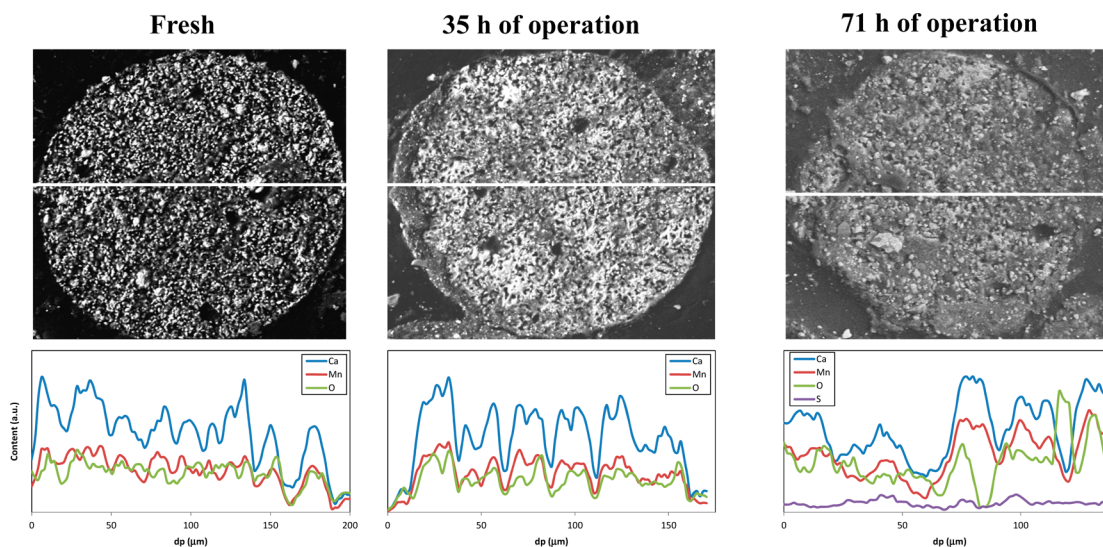 Fresh
35 h of operation
71 h of operation
Content (a.u.)
Ca
Mn
O
0
50
100
150
200
dp (μm)
Ca
Mn
O
0
50
100
150
dp (μm)
Ca
Mn
O
S
0
50
100
dp (μm)